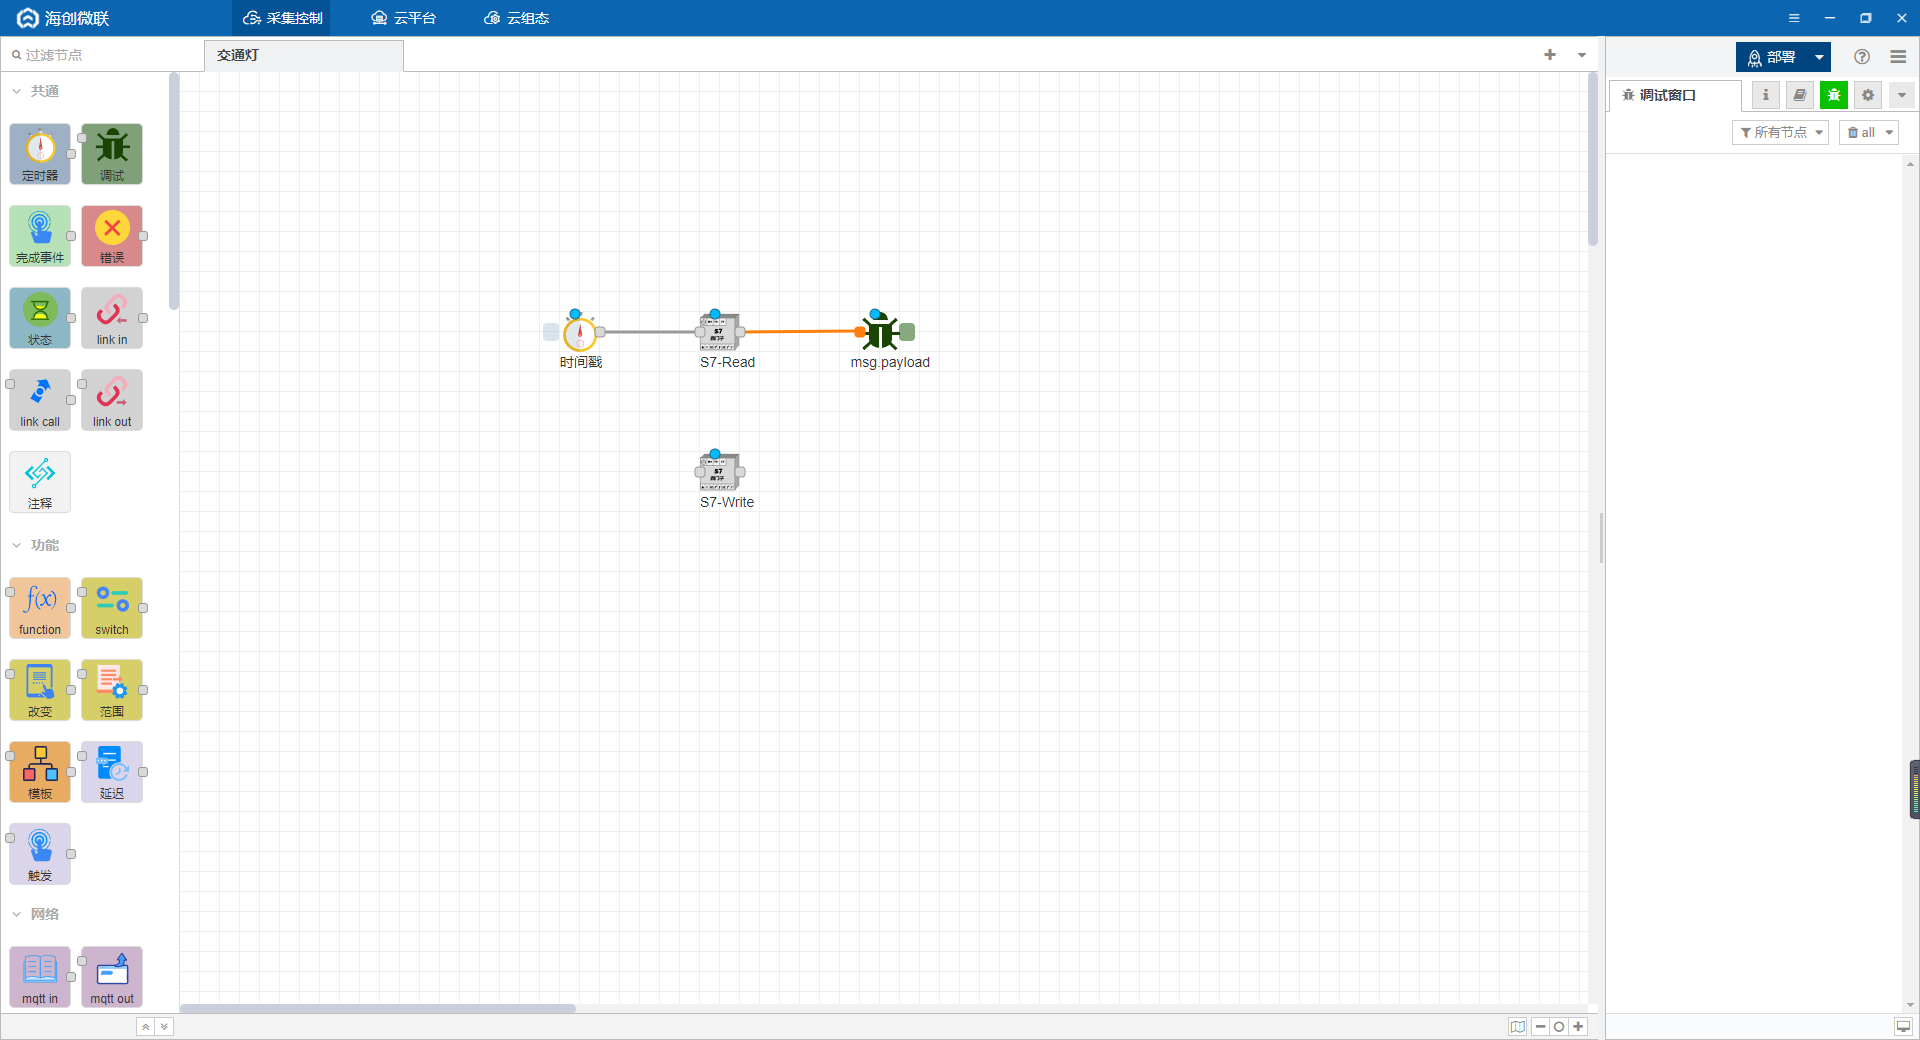 海创微联
采集控制
云平台
云组态
过滤节点
交通灯
部署
共通
定时器
调试
完成事件
错误
状态
link in
link call
link out
注释
功能
function
switch
改变
范围
模板
延迟
触发
网络
mqtt in
mqtt out
时间戳
S7
S7-Read
msg.payload
S7
S7-Write
调试窗口
所有节点
all